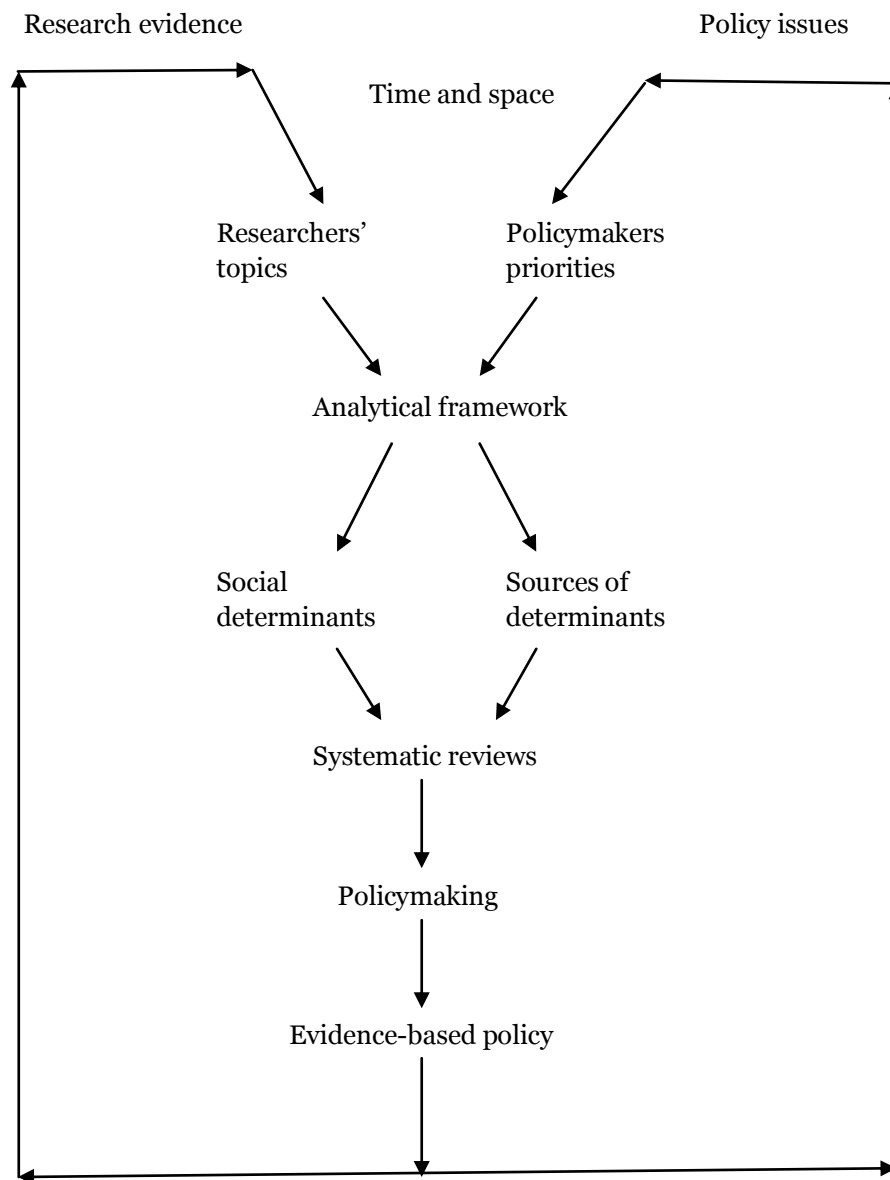 Research evidence
Policy issues
Time and space
Researchers’
topics
Policymakers
priorities
Analytical framework
Social
determinants
Sources of
determinants
Systematic reviews
Policymaking
Evidence-based policy